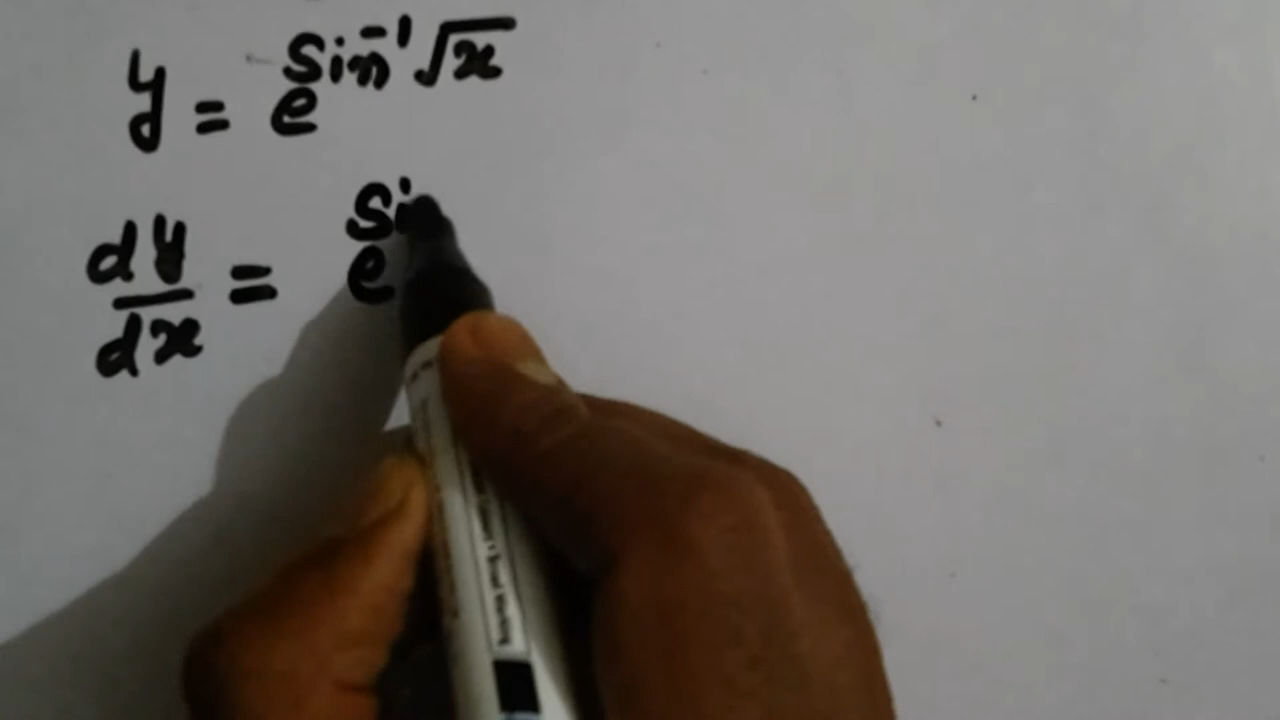 y = e^{sin⁻¹√x}
dy/dx = e^{Si